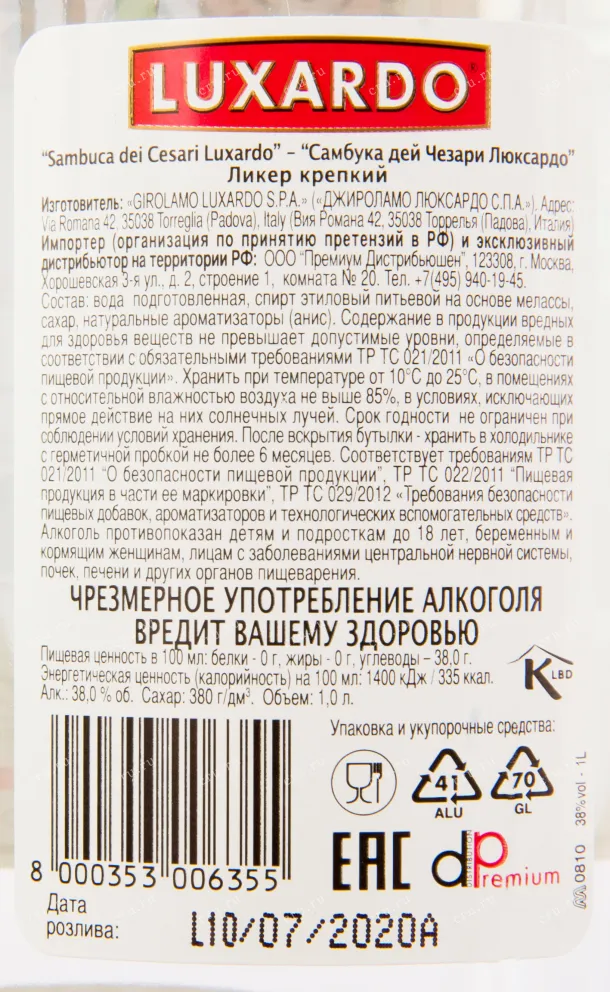 LUXARDO
"Sambuca dei Cesari Luxardo" – "Самбука дей Чезари Люксардо"
Ликер крепкий
Изготовитель: «GIROLAMO LUXARDO S.P.A.» («ДЖИРОЛАМО ЛЮКСАРДО С.П.А.»). Адрес:
Via Romana 42, 35038 Torreglia (Padova), Italy (Вия Романа 42, 35038 Торрелья (Падова), Италия)
Импортер (организация по принятию претензий в РФ) и эксклюзивный
дистрибьютор на территории РФ: ООО "Премиум Дистрибьюшен", 123308, г. Москва,
Хорошевская 3-я ул., д. 2, строение 1, комната № 20. Тел. +7(495) 940-19-45.
Состав: вода подготовленная, спирт этиловый питьевой на основе мелассы,
сахар, натуральные ароматизаторы (анис). Содержание в продукции вредных
для здоровья веществ не превышает допустимые уровни, определяемые в
соответствии с обязательными требованиями ТР ТС 021/2011 «О безопасности
пищевой продукции». Хранить при температуре от 10°С до 25°С, в помещениях
с относительной влажностью воздуха не выше 85%, в условиях, исключающих
прямое действие на них солнечных лучей. Срок годности не ограничен при
соблюдении условий хранения. После вскрытия бутылки - хранить в холодильнике
с герметичной пробкой не более 6 месяцев. Соответствует требованиям ТР ТС
021/2011 "О безопасности пищевой продукции", ТР ТС 022/2011 "Пищевая
продукция в части ее маркировки", ТР ТС 029/2012 «Требования безопасности
пищевых добавок, ароматизаторов и технологических вспомогательных средств».
Алкоголь противопоказан детям и подросткам до 18 лет, беременным и
кормящим женщинам, лицам с заболеваниями центральной нервной системы,
почек, печени и других органов пищеварения.
ЧРЕЗМЕРНОЕ УПОТРЕБЛЕНИЕ АЛКОГОЛЯ
ВРЕДИТ ВАШЕМУ ЗДОРОВЬЮ
Пищевая ценность в 100 мл: белки - 0 г, жиры - 0 г, углеводы – 38,0 г.
Энергетическая ценность (калорийность) на 100 мл: 1400 кДж / 335 ккал.
Алк.: 38,0 % об. Сахар: 380 г/дм³. Объем: 1,0 л.
K LBD
Упаковка и укупорочные средства:
41
ALU
70
GL
EAC
dP
DISTRIBUTION
Premium
0810 38% vol - 1L
8 000353 006355
Дата
розлива:
L10/07/2020A